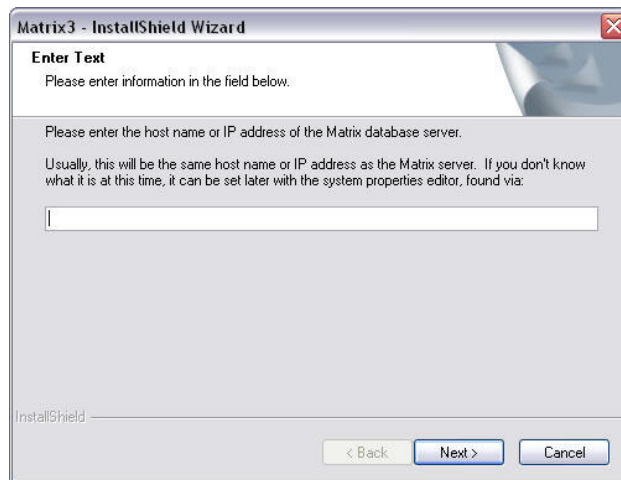 Matrix3 - InstallShield Wizard
Enter Text
Please enter information in the field below.
Please enter the host name or IP address of the Matrix database server.
Usually, this will be the same host name or IP address as the Matrix server.  If you don't know
what it is at this time, it can be set later with the system properties editor, found via:
InstallShield
< Back
Next >
Cancel